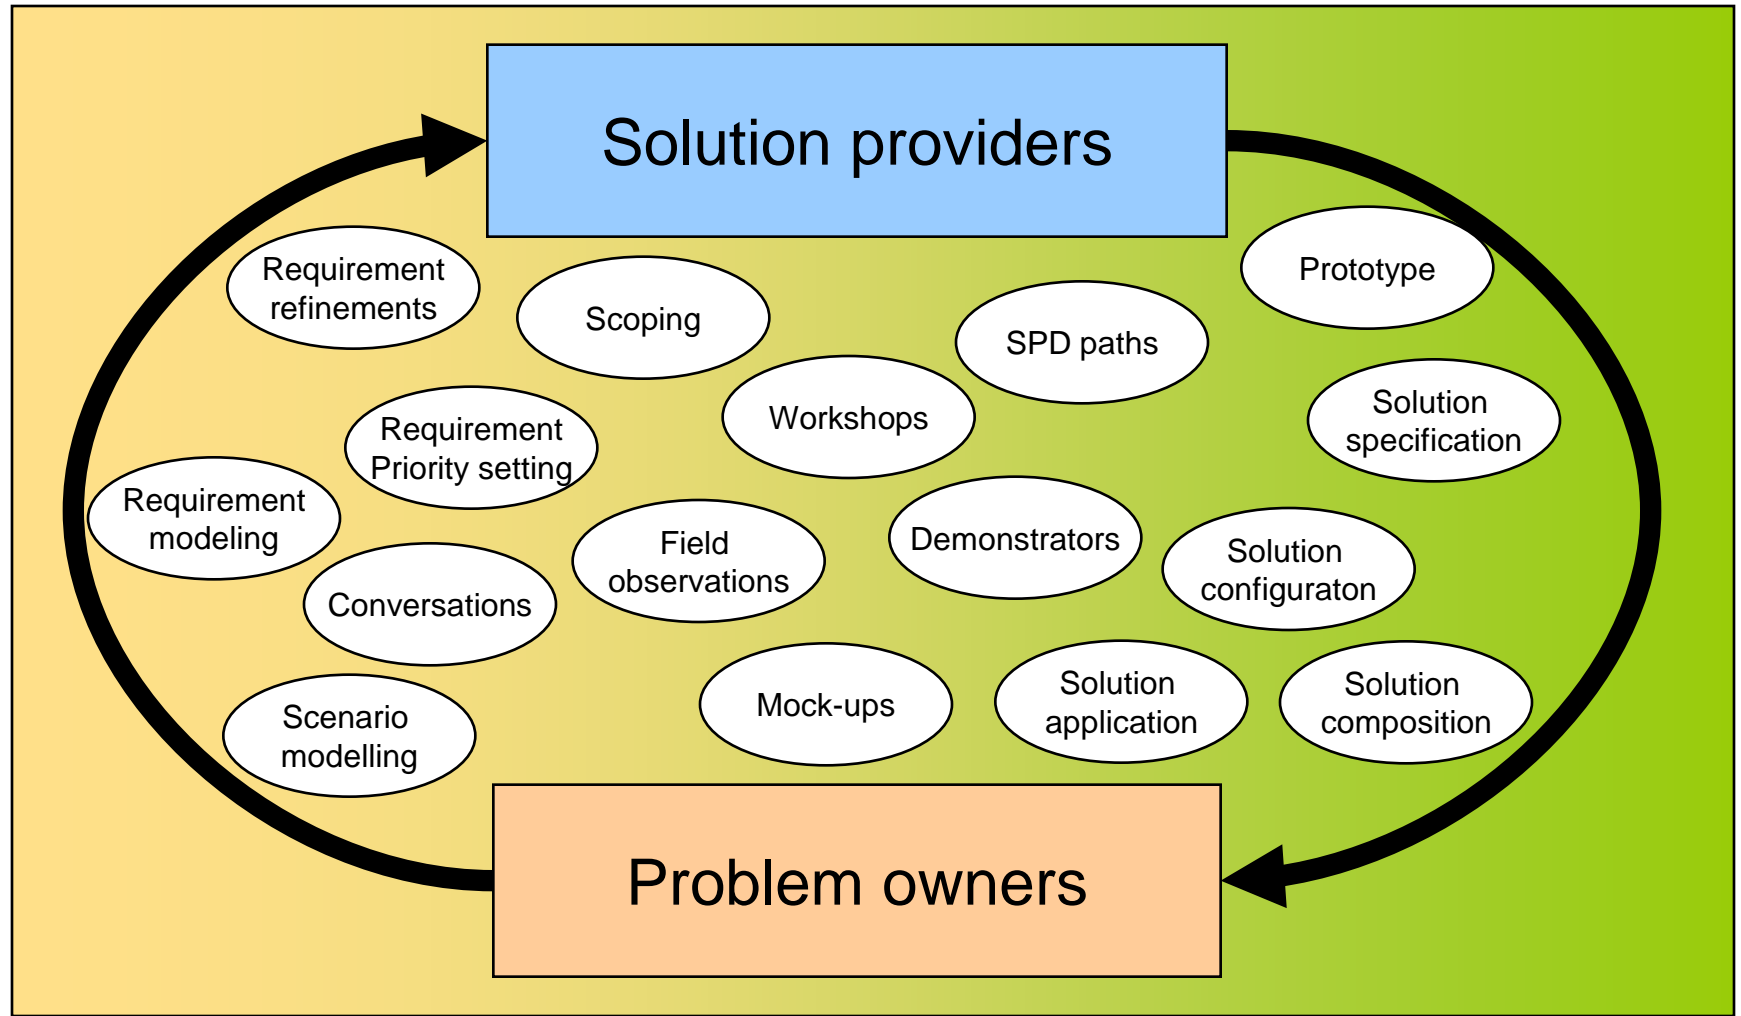 Solution providers
Requirement
refinements
Scoping
Prototype
SPD paths
Workshops
Solution
specification
Requirement
Priority setting
Requirement
modeling
Field
observations
Demonstrators
Solution
configuraton
Conversations
Scenario
modelling
Mock-ups
Solution
application
Solution
composition
Problem owners